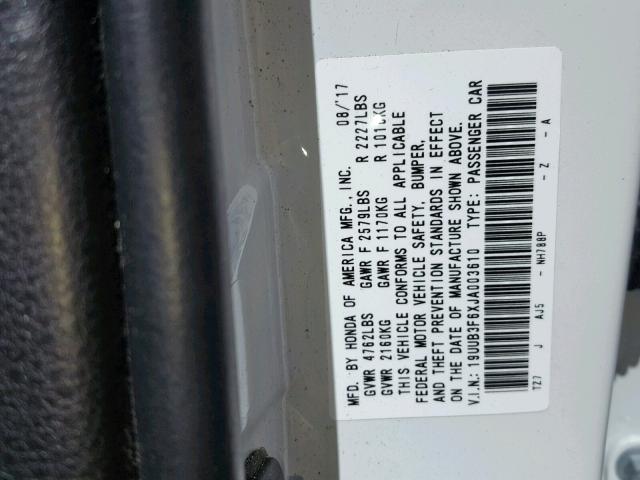 MFD. BY HONDA OF AMERICA MFG., INC. 08/'17
GVWR 4762LBS GAWR F 2579LBS R 2227LBS
GVWR 2160KG GAWR F 1170KG R 1010KG
THIS VEHICLE CONFORMS TO ALL APPLICABLE
FEDERAL MOTOR VEHICLE SAFETY, BUMPER,
AND THEFT PREVENTION STANDARDS IN EFFECT
ON THE DATE OF MANUFACTURE SHOWN ABOVE.
V.I.N.: 19UUB3F6XJA003610 TYPE: PASSENGER CAR
TZ7 J AJ5 - NH788P - Z - A